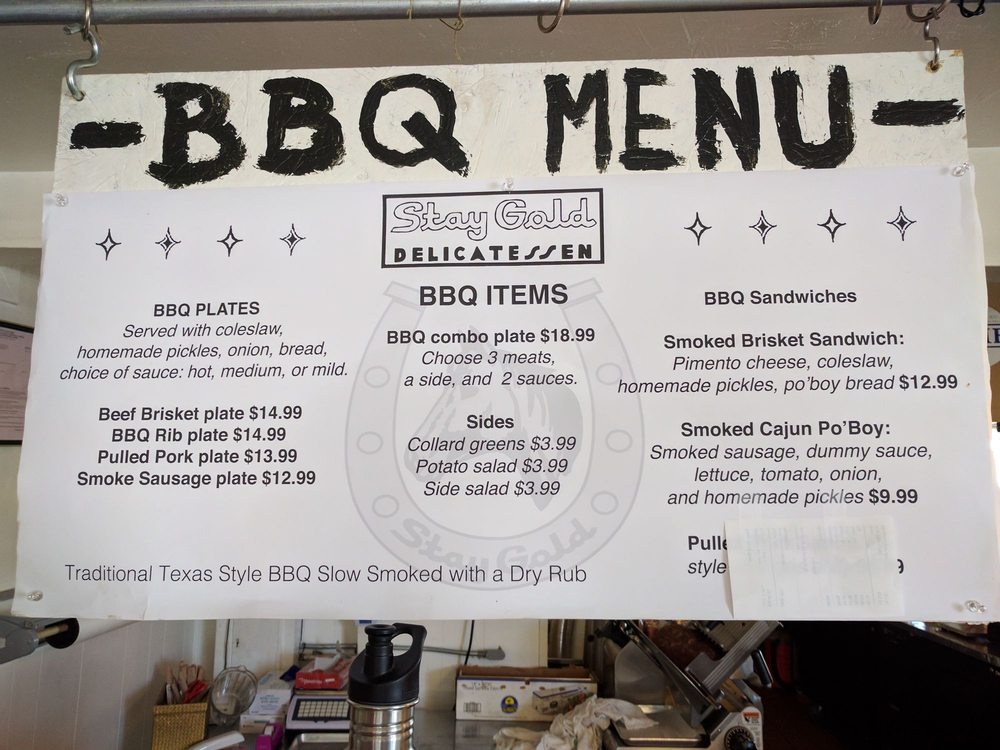 -BBQ MENU-
Stay Gold
DELICATESSEN
BBQ PLATES
Served with coleslaw,
homemade pickles, onion, bread,
choice of sauce: hot, medium, or mild.
Beef Brisket plate $14.99
BBQ Rib plate $14.99
Pulled Pork plate $13.99
Smoke Sausage plate $12.99
BBQ ITEMS
BBQ combo plate $18.99
Choose 3 meats,
a side, and 2 sauces.
Sides
Collard greens $3.99
Potato salad $3.99
Side salad $3.99
Stay Gold
BBQ Sandwiches
Smoked Brisket Sandwich:
Pimento cheese, coleslaw,
homemade pickles, po'boy bread $12.99
Smoked Cajun Po'Boy:
Smoked sausage, dummy sauce,
lettuce, tomato, onion,
and homemade pickles $9.99
Pulle
style 9
Traditional Texas Style BBQ Slow Smoked with a Dry Rub